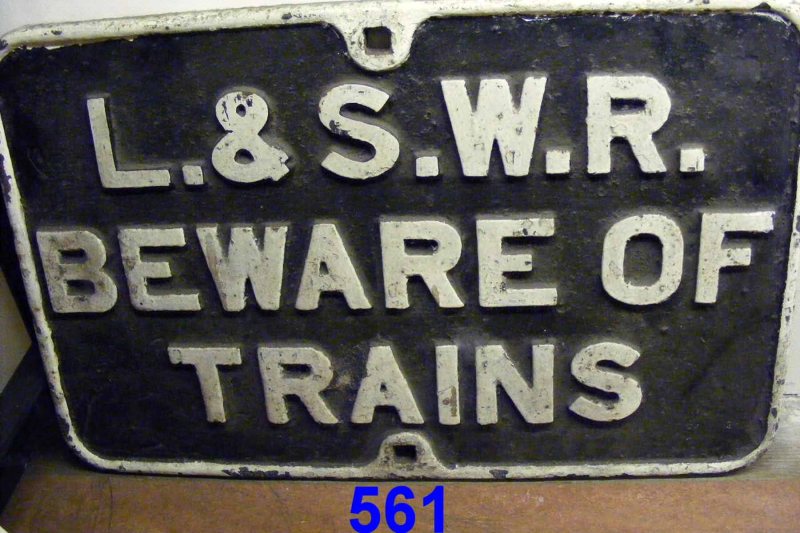 L.& S.W.R.
BEWARE OF
TRAINS
561